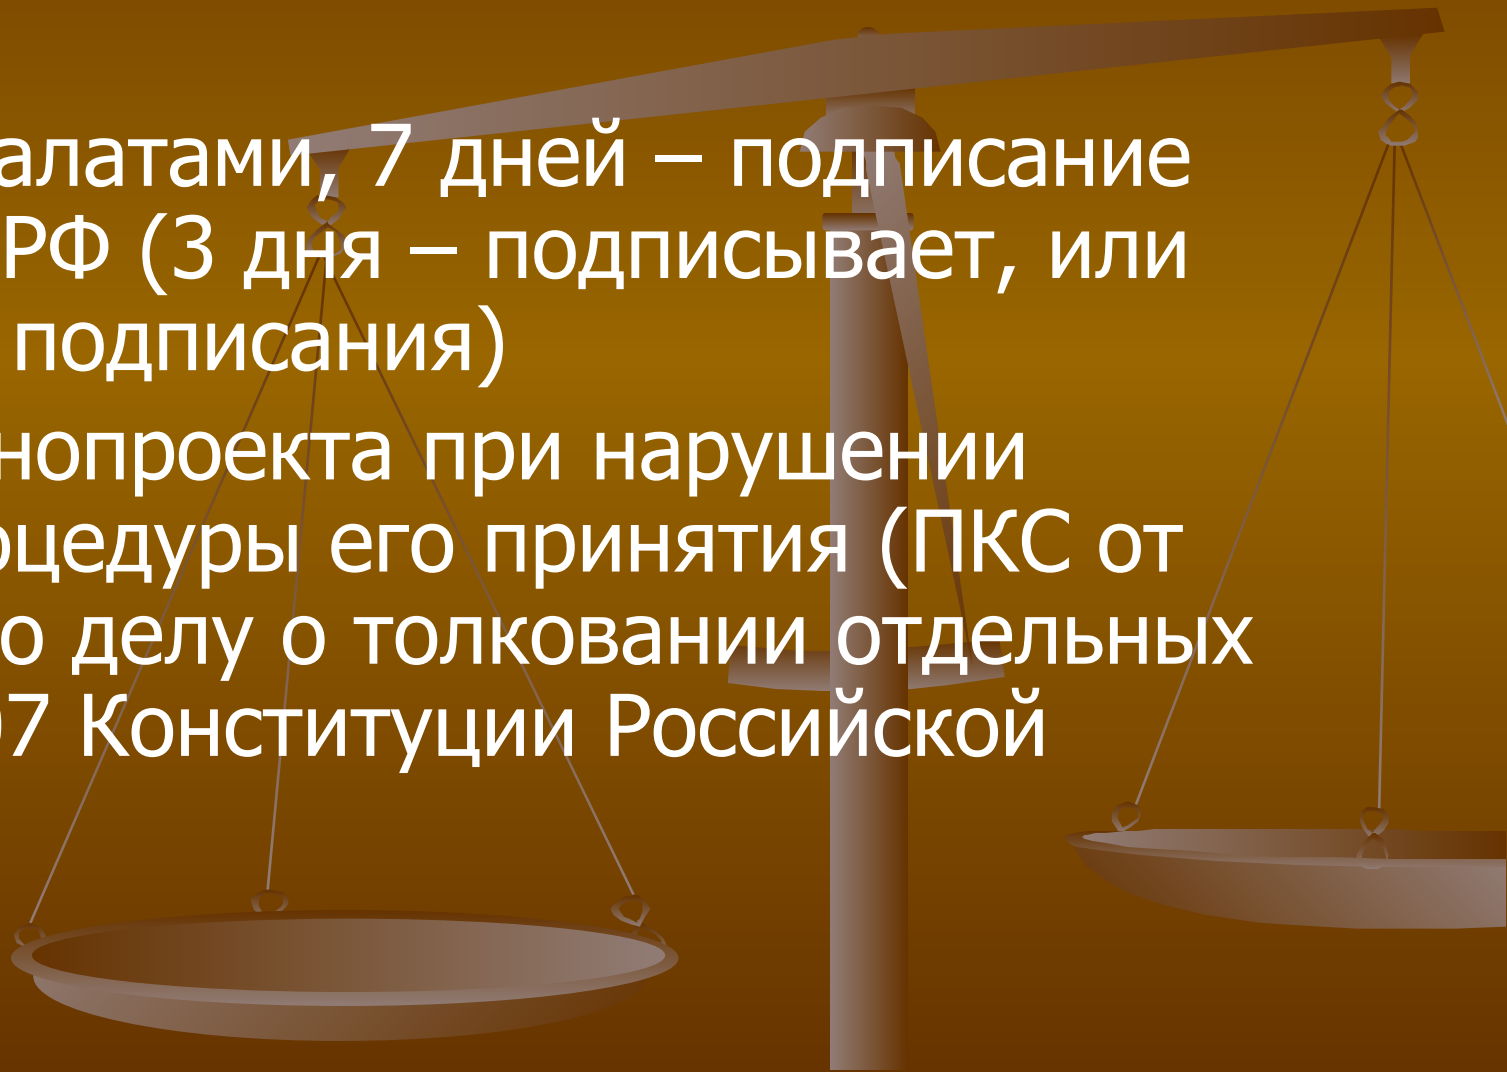 алатами, 7 дней – подписание
РФ (3 дня – подписывает, или
подписания)
нопроекта при нарушении
оцедуры его принятия (ПКС от
о делу о толковании отдельных
07 Конституции Российской